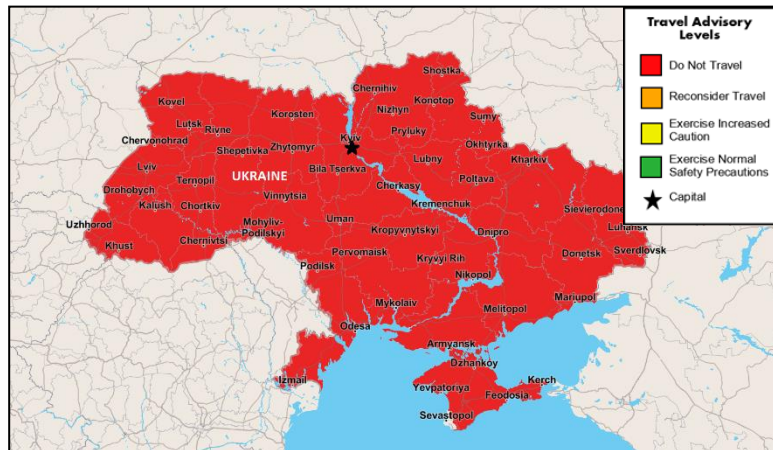 Travel Advisory
Levels
Do Not Travel
Reconsider Travel
Exercise Increased
Caution
Exercise Normal
Safety Precautions
Capital
Shostka
Chernihiv
Kovel
Konotop
Nizhyn
Korosten
Sumy
Lutsk
Rivne
Pryluky
Chervonohrad
Kyiv
Okhtyrka
Shepetivka
Zhytomyr
Lubny
Kharkiv
Lviv
Bila Tserkva
UKRAINE
Ternopil
Poltava
Drohobych
Cherkasy
Vinnytsia
Kalush
Chortkiv
Kremenchuk
Sievierodone
Uman
Uzhhorod
Mohyliv-
Podilskyi
Luhansk
Kropyvnytskyi
Dnipro
Khust
Chernivtsi
Pervomaisk
Donetsk
Sverdlovsk
Kryvyi Rih
Podilsk
Nikopol
Mariupol
Mykolaiv
Melitopol
Odesa
Armyansk
Dzhankoy
Izmail
Kerch
Yevpatoriya
Feodosia
Sevastopol